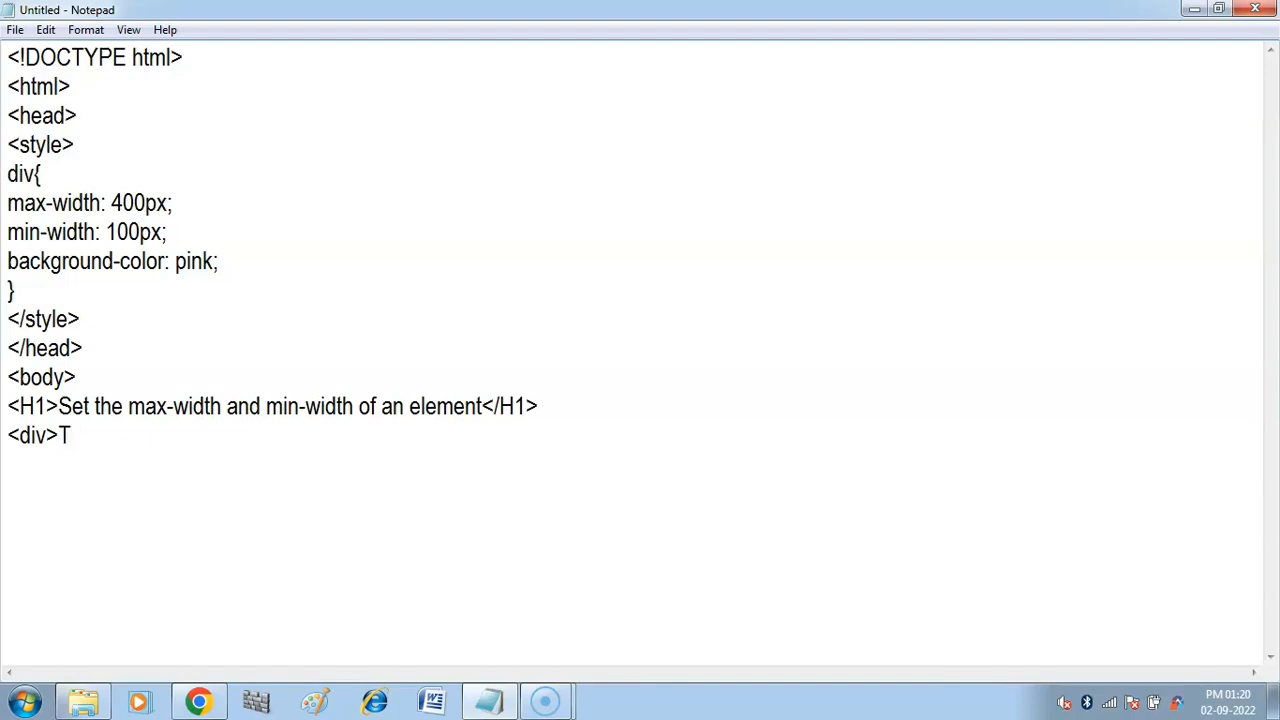 Untitled - Notepad
File Edit Format View Help
<!DOCTYPE html>
<html>
<head>
<style>
div{
max-width: 400px;
min-width: 100px;
background-color: pink;
}
</style>
</head>
<body>
<H1>Set the max-width and min-width of an element</H1>
<div>T
PM 01:20
02-09-2022